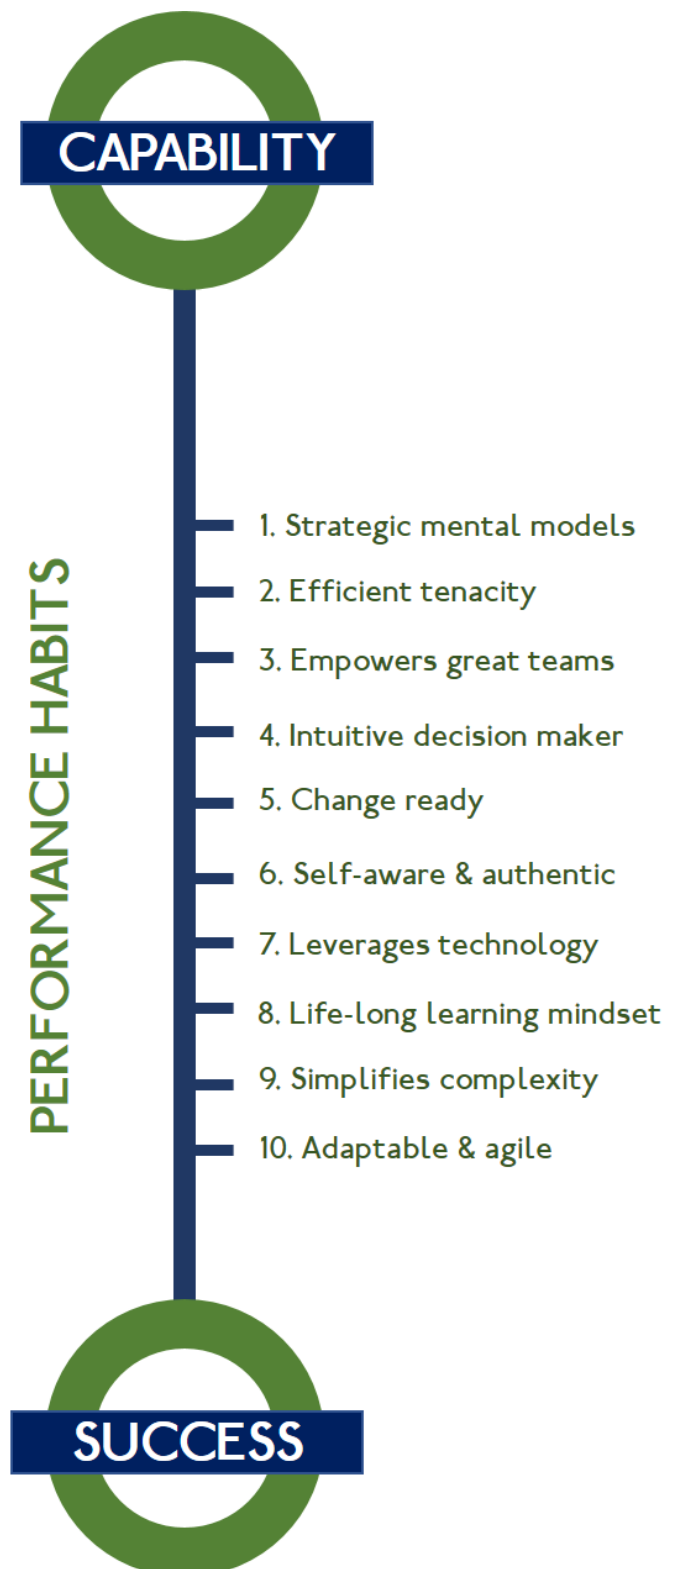 CAPABILITY
PERFORMANCE HABITS
1. Strategic mental models
2. Efficient tenacity
3. Empowers great teams
4. Intuitive decision maker
5. Change ready
6. Self-aware & authentic
7. Leverages technology
8. Life-long learning mindset
9. Simplifies complexity
10. Adaptable & agile
SUCCESS